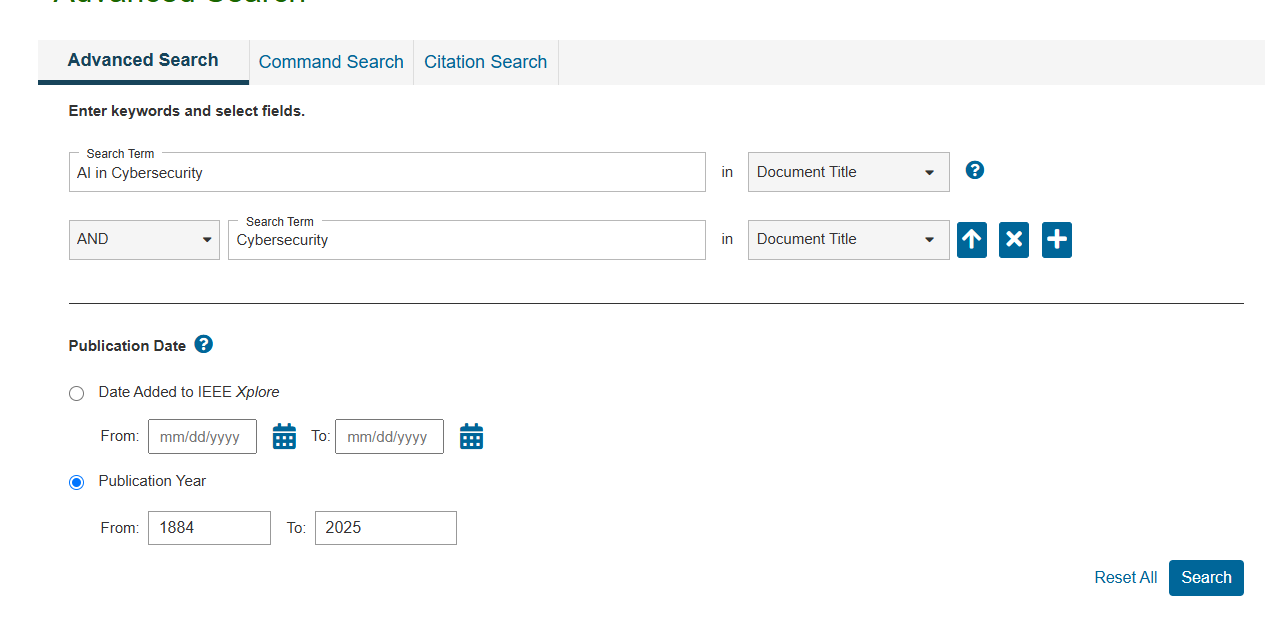 Advanced Search
Advanced Search Command Search Citation Search
Enter keywords and select fields.
Search Term
AI in Cybersecurity in Document Title ?
Search Term
AND Cybersecurity in Document Title
Publication Date ?
Date Added to IEEE Xplore
From: mm/dd/yyyy To: mm/dd/yyyy
Publication Year
From: 1884 To: 2025
Reset All Search